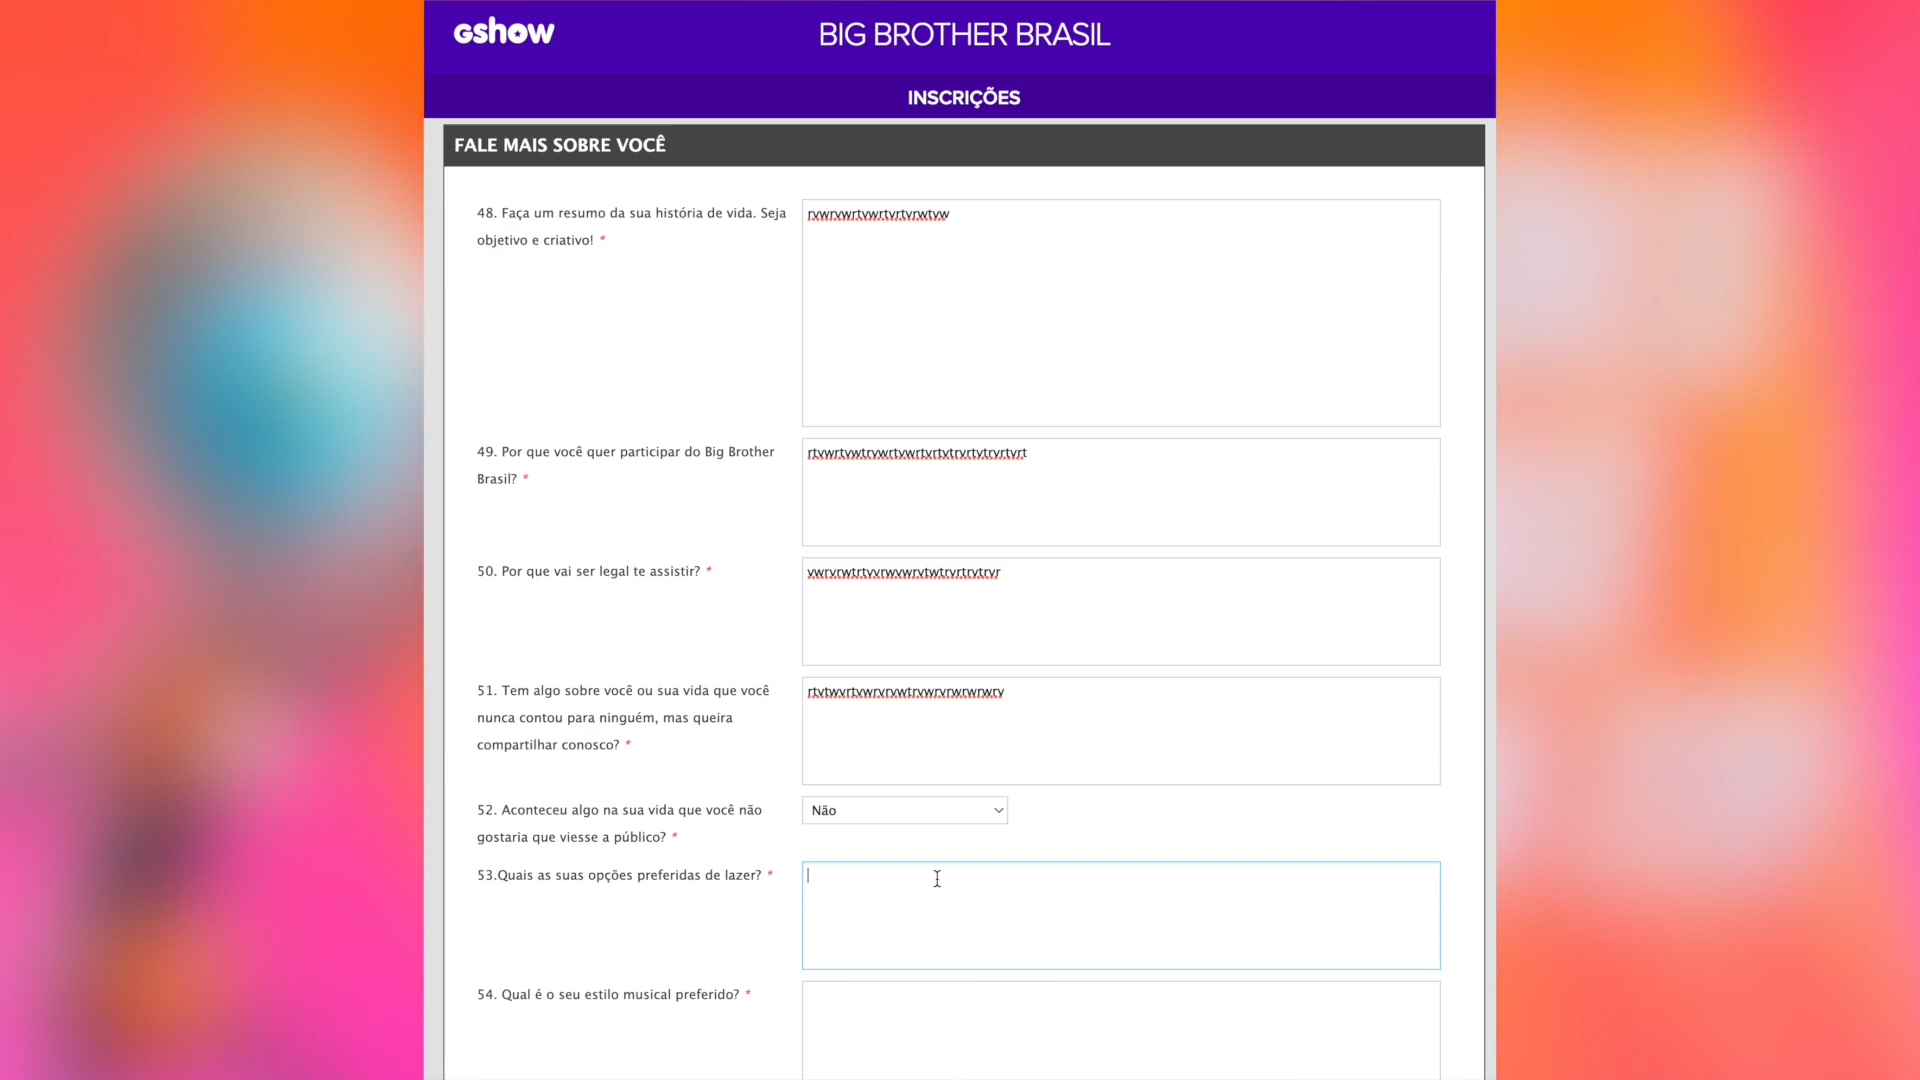 gshow
BIG BROTHER BRASIL
INSCRIÇÕES
FALE MAIS SOBRE VOCÊ
48. Faça um resumo da sua história de vida. Seja
objetivo e criativo! *
rvwrvwrtvwrtyrtvrwtvw
49. Por que você quer participar do Big Brother
Brasil? *
rtvwrtvwtrvwrtvwrtvrtvtrvrtvtrvrtvrt
50. Por que vai ser legal te assistir? *
vwrvrwtrtvvrwvwrvtwtrvrtrvtrvr
51. Tem algo sobre você ou sua vida que você
nunca contou para ninguém, mas queira
compartilhar conosco? *
rtvtwvrtvwrvrvwtrvwrvrwrwrwrv
52. Aconteceu algo na sua vida que você não
gostaria que viesse a público? *
Não
53.Quais as suas opções preferidas de lazer? *
54. Qual é o seu estilo musical preferido? *